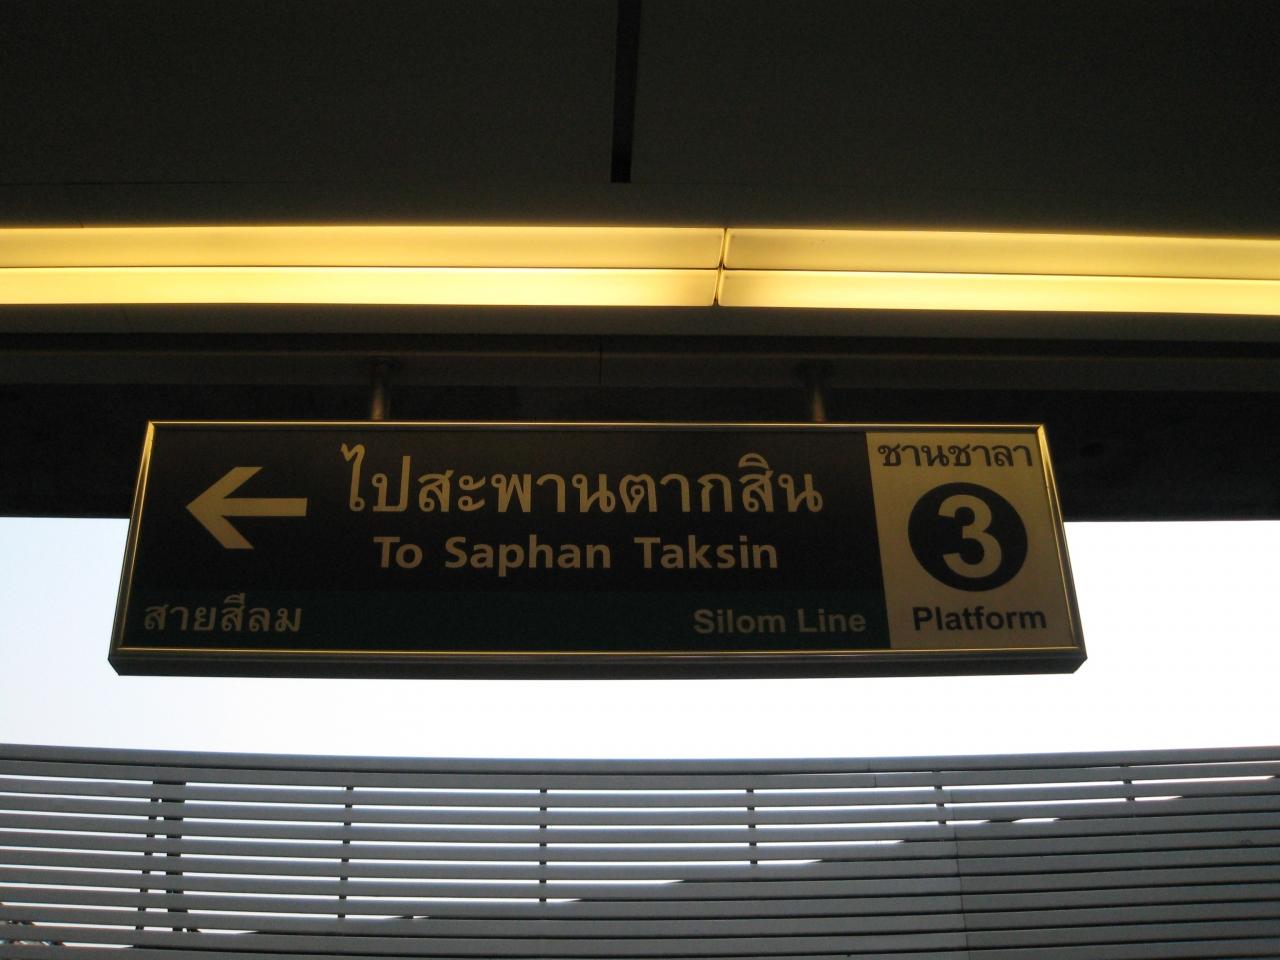 ไปสะพานตากสิน
To Saphan Taksin
สายสีลม
Silom Line
ชานชาลา
3
Platform